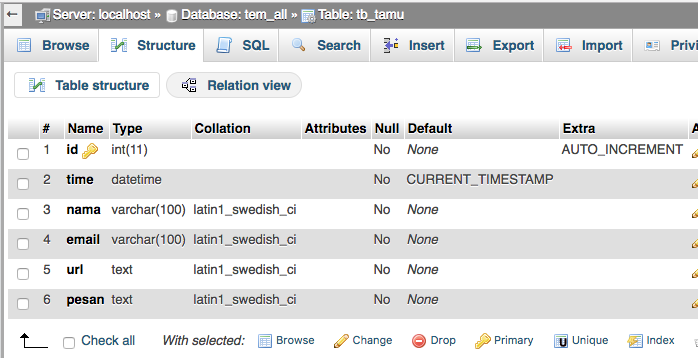 Server: localhost » Database: tem_all » Table: tb_tamu
Browse Structure SQL Search Insert Export Import Privi
Table structure Relation view
# Name Type Collation Attributes Null Default Extra A
1 id int(11) No None AUTO_INCREMENT
2 time datetime No CURRENT_TIMESTAMP
3 nama varchar(100) latin1_swedish_ci No None
4 email varchar(100) latin1_swedish_ci No None
5 url text latin1_swedish_ci No None
6 pesan text latin1_swedish_ci No None
Check all With selected: Browse Change Drop Primary Unique Index